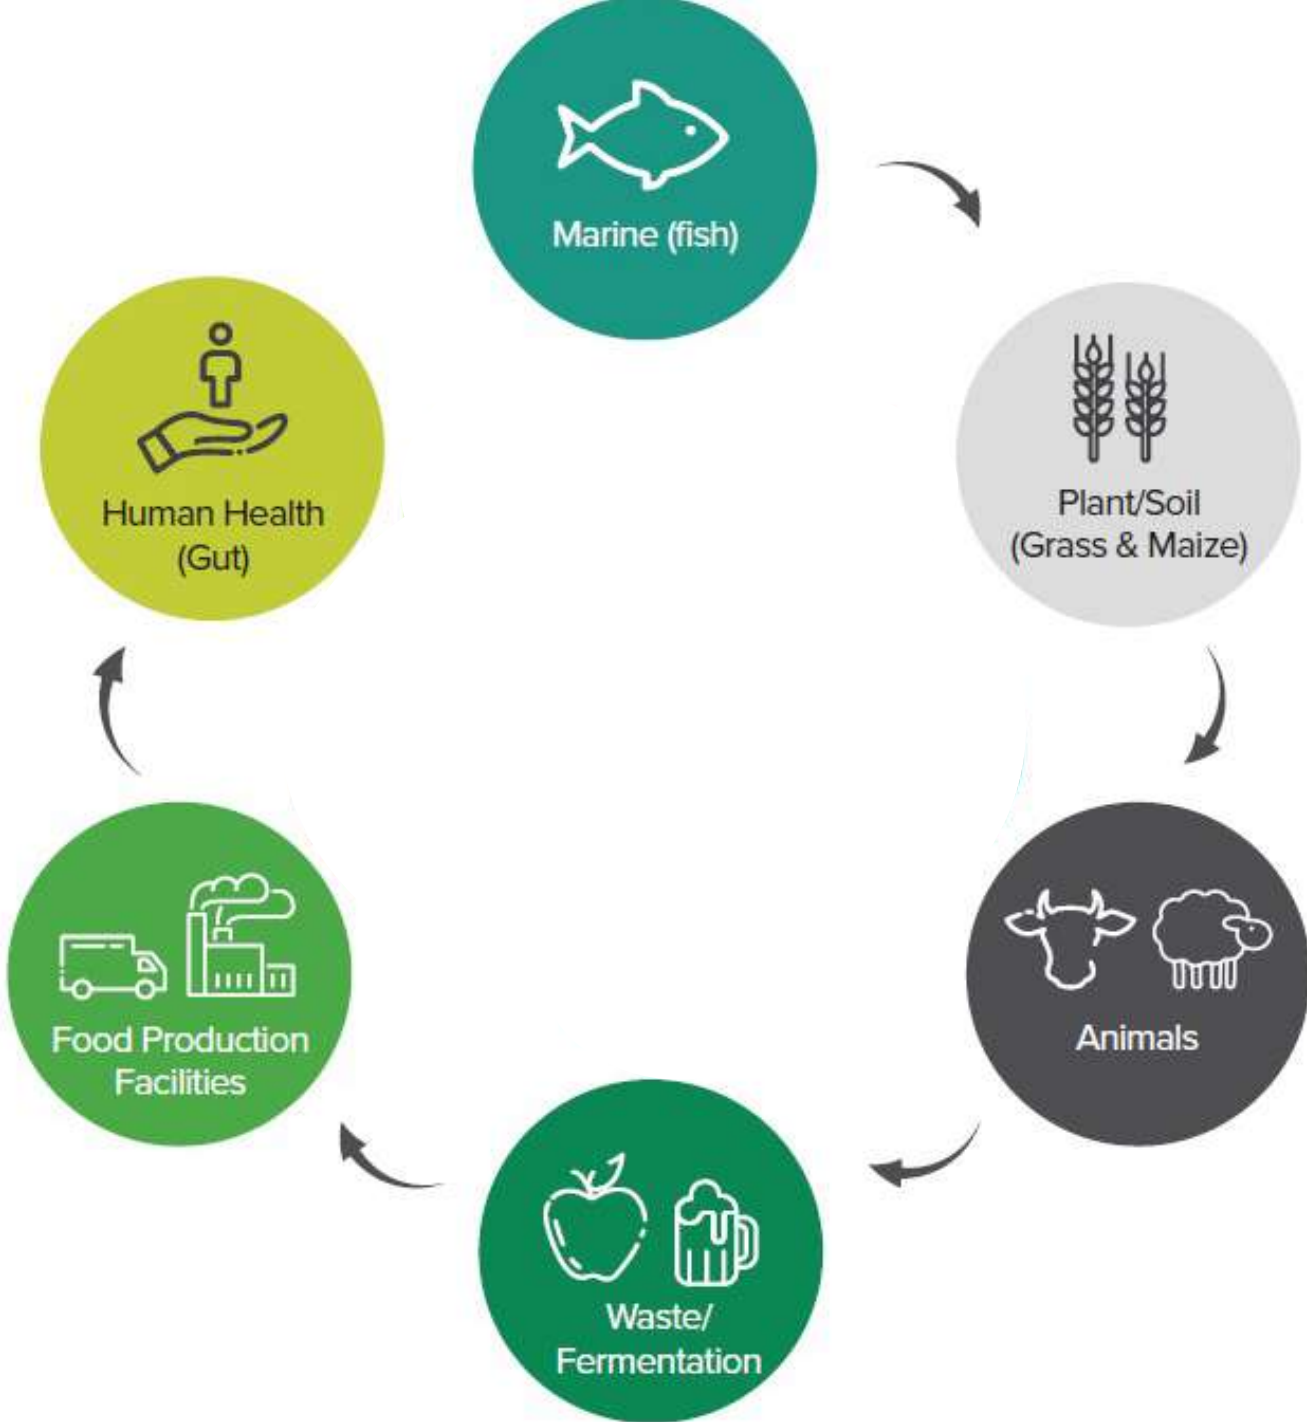 Marine (fish)
Plant/Soil
(Grass & Maize)
Animals
Waste/
Fermentation
Food Production
Facilities
Human Health
(Gut)